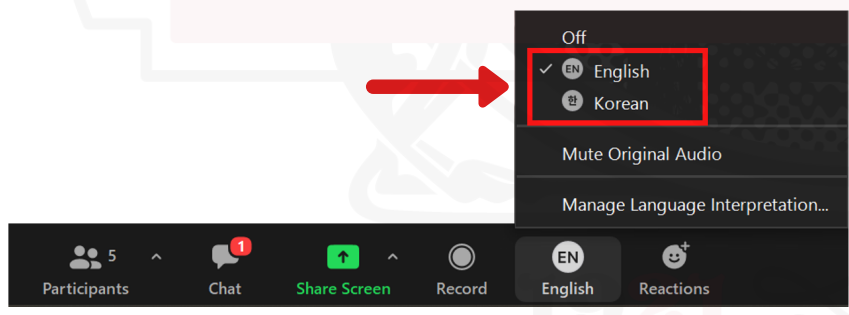 Off
EN English
한 Korean
Mute Original Audio
Manage Language Interpretation...
5
1
EN
Participants
Chat
Share Screen
Record
English
Reactions